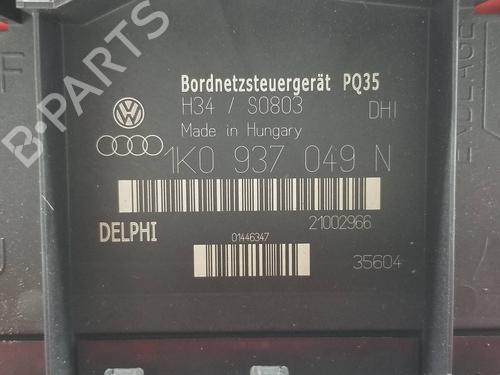 Bordnetzsteuergerät PQ35
H34 / S0803 DHI
Made in Hungary
1K0 937 049 N
21002966
DELPHI
01446347
35604
B-PARTS